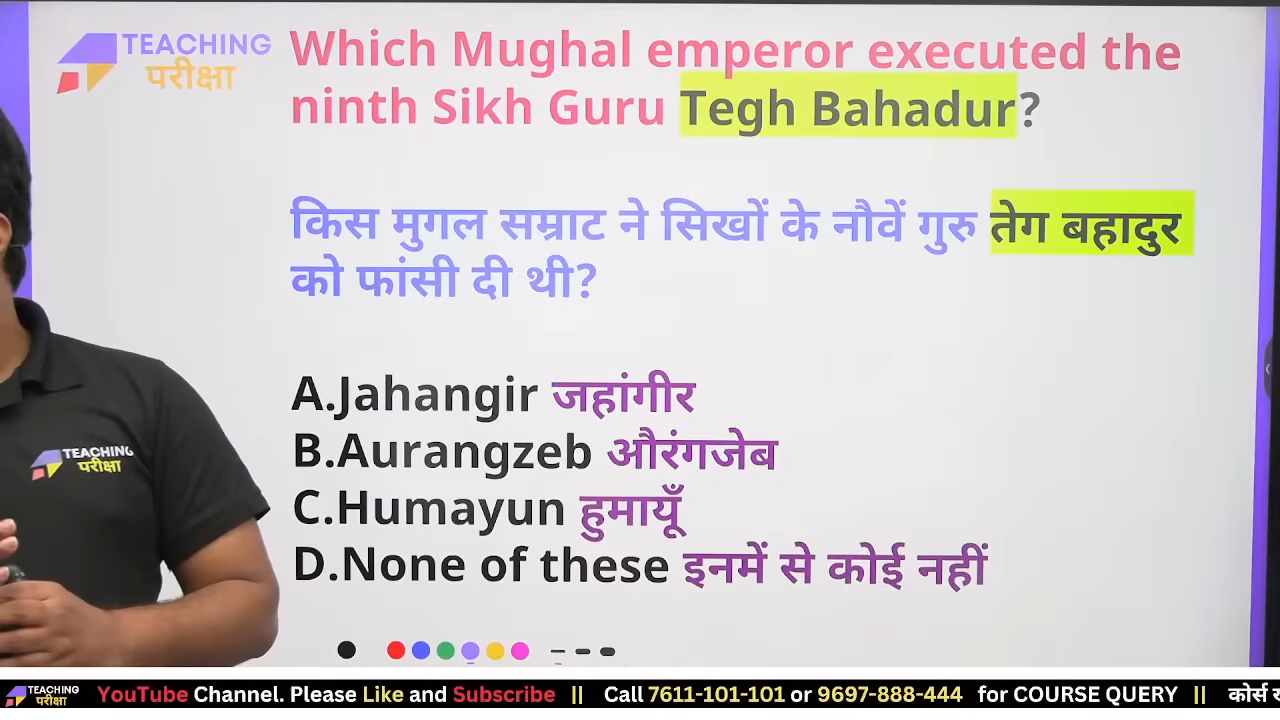 TEACHING
परीक्षा
Which Mughal emperor executed the
ninth Sikh Guru Tegh Bahadur?
किस मुगल सम्राट ने सिखों के नौवें गुरु तेग बहादुर
को फांसी दी थी?
A.Jahangir जहांगीर
B.Aurangzeb औरंगजेब
C.Humayun हुमायूँ
D.None of these इनमें से कोई नहीं
TEACHING
परीक्षा
TEACHING
परीक्षा
YouTube Channel. Please Like and Subscribe || Call 7611-101-101 or 9697-888-444 for COURSE QUERY || कोर्स